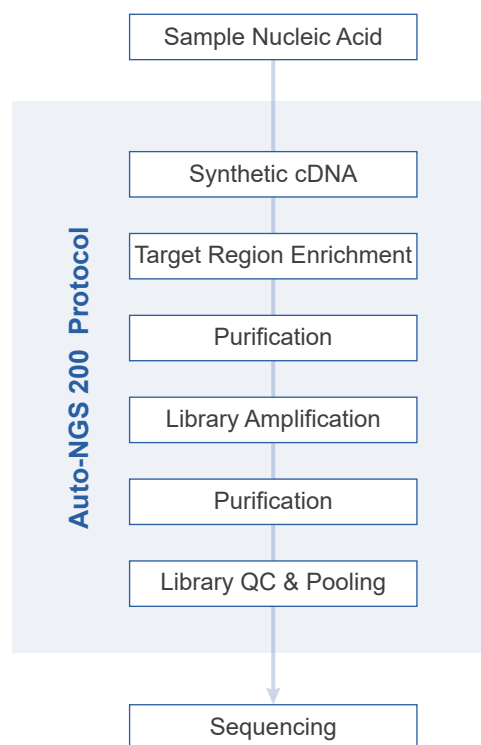 Sample Nucleic Acid
Auto-NGS 200 Protocol
Synthetic cDNA
Target Region Enrichment
Purification
Library Amplification
Purification
Library QC & Pooling
Sequencing